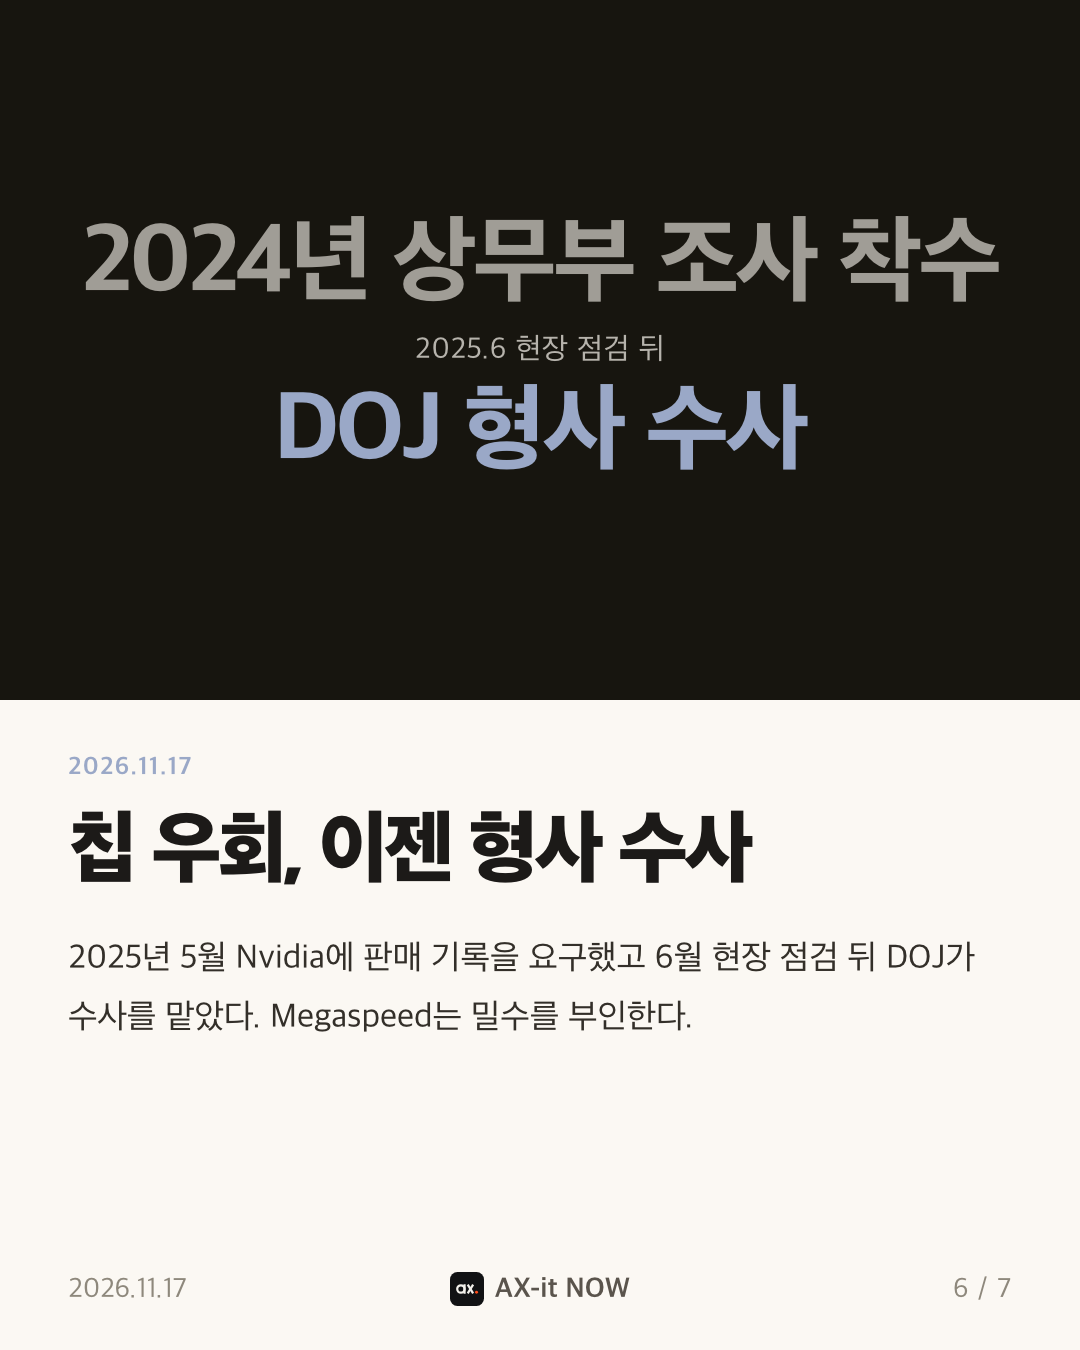 2024년 상무부 조사 착수
2025.6 현장 점검 뒤
DOJ 형사 수사
2026.11.17
칩 우회, 이젠 형사 수사
2025년 5월 Nvidia에 판매 기록을 요구했고 6월 현장 점검 뒤 DOJ가
수사를 맡았다. Megaspeed는 밀수를 부인한다.
2026.11.17
ax.
AX-it NOW
6 / 7